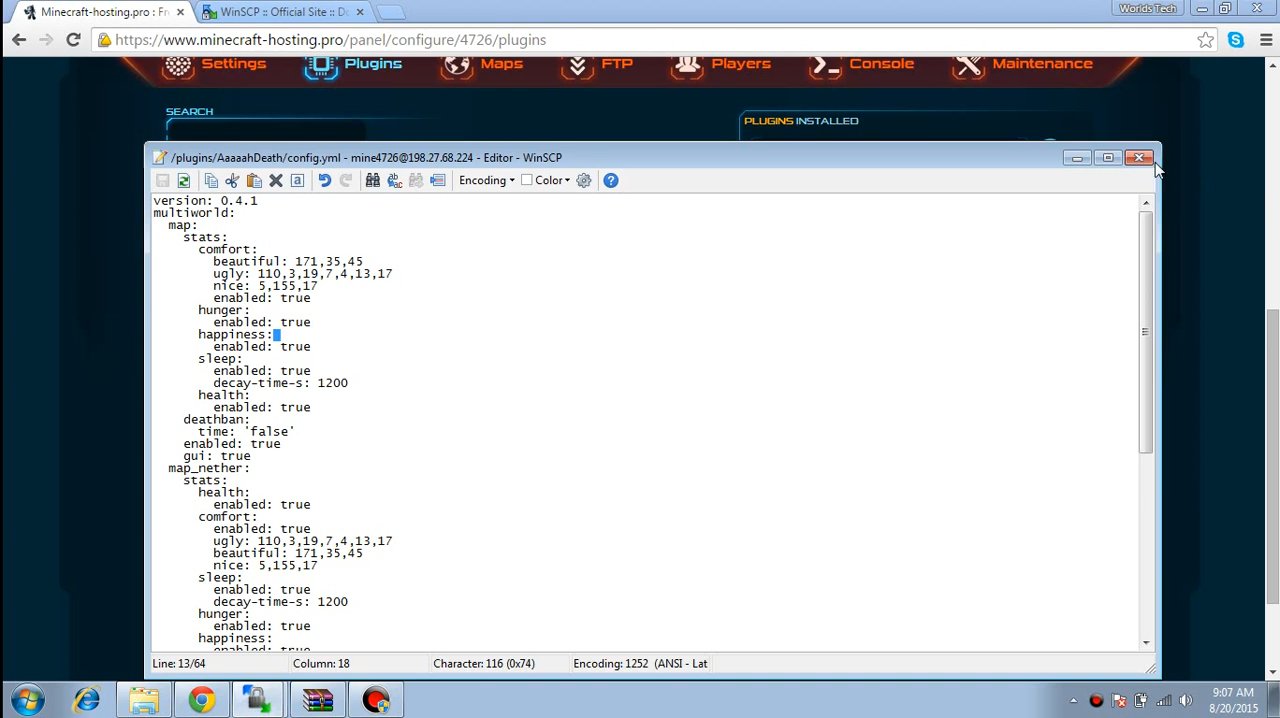 Minecraft-hosting.pro : Fr
WinSCP :: Official Site :: Do
Worlds Tech
https://www.minecraft-hosting.pro/panel/configure/4726/plugins
Settings
Plugins
Maps
FTP
Players
Console
Maintenance
SEARCH
PLUGINS INSTALLED
/plugins/AaaaahDeath/config.yml - mine4726@198.27.68.224 - Editor - WinSCP
Encoding
Color
version: 0.4.1
multiworld:
map:
stats:
comfort:
beautiful: 171,35,45
ugly: 110,3,19,7,4,13,17
nice: 5,155,17
enabled: true
hunger:
enabled: true
happiness:
enabled: true
sleep:
enabled: true
decay-time-s: 1200
health:
enabled: true
deathban:
time: 'false'
enabled: true
gui: true
map_nether:
stats:
health:
enabled: true
comfort:
enabled: true
ugly: 110,3,19,7,4,13,17
beautiful: 171,35,45
nice: 5,155,17
sleep:
enabled: true
decay-time-s: 1200
hunger:
enabled: true
happiness:
enabled: true
Line: 13/64
Column: 18
Character: 116 (0x74)
Encoding: 1252 (ANSI - Lat
9:07 AM
8/20/2015